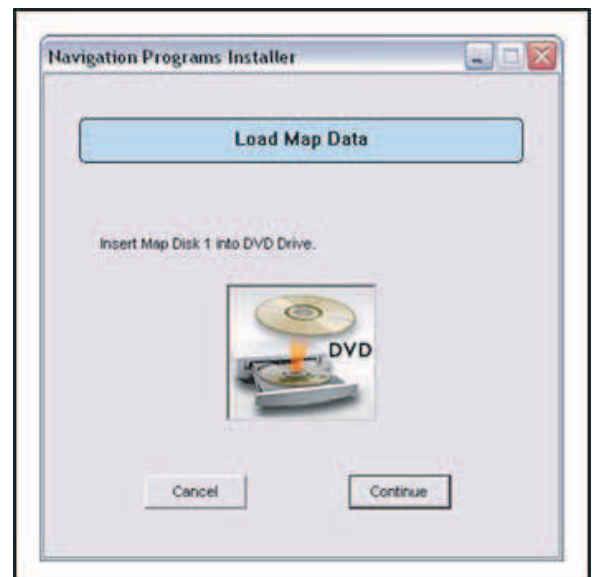 Navigation Programs Installer
Load Map Data
Insert Map Disk 1 into DVD Drive.
DVD
Cancel
Continue